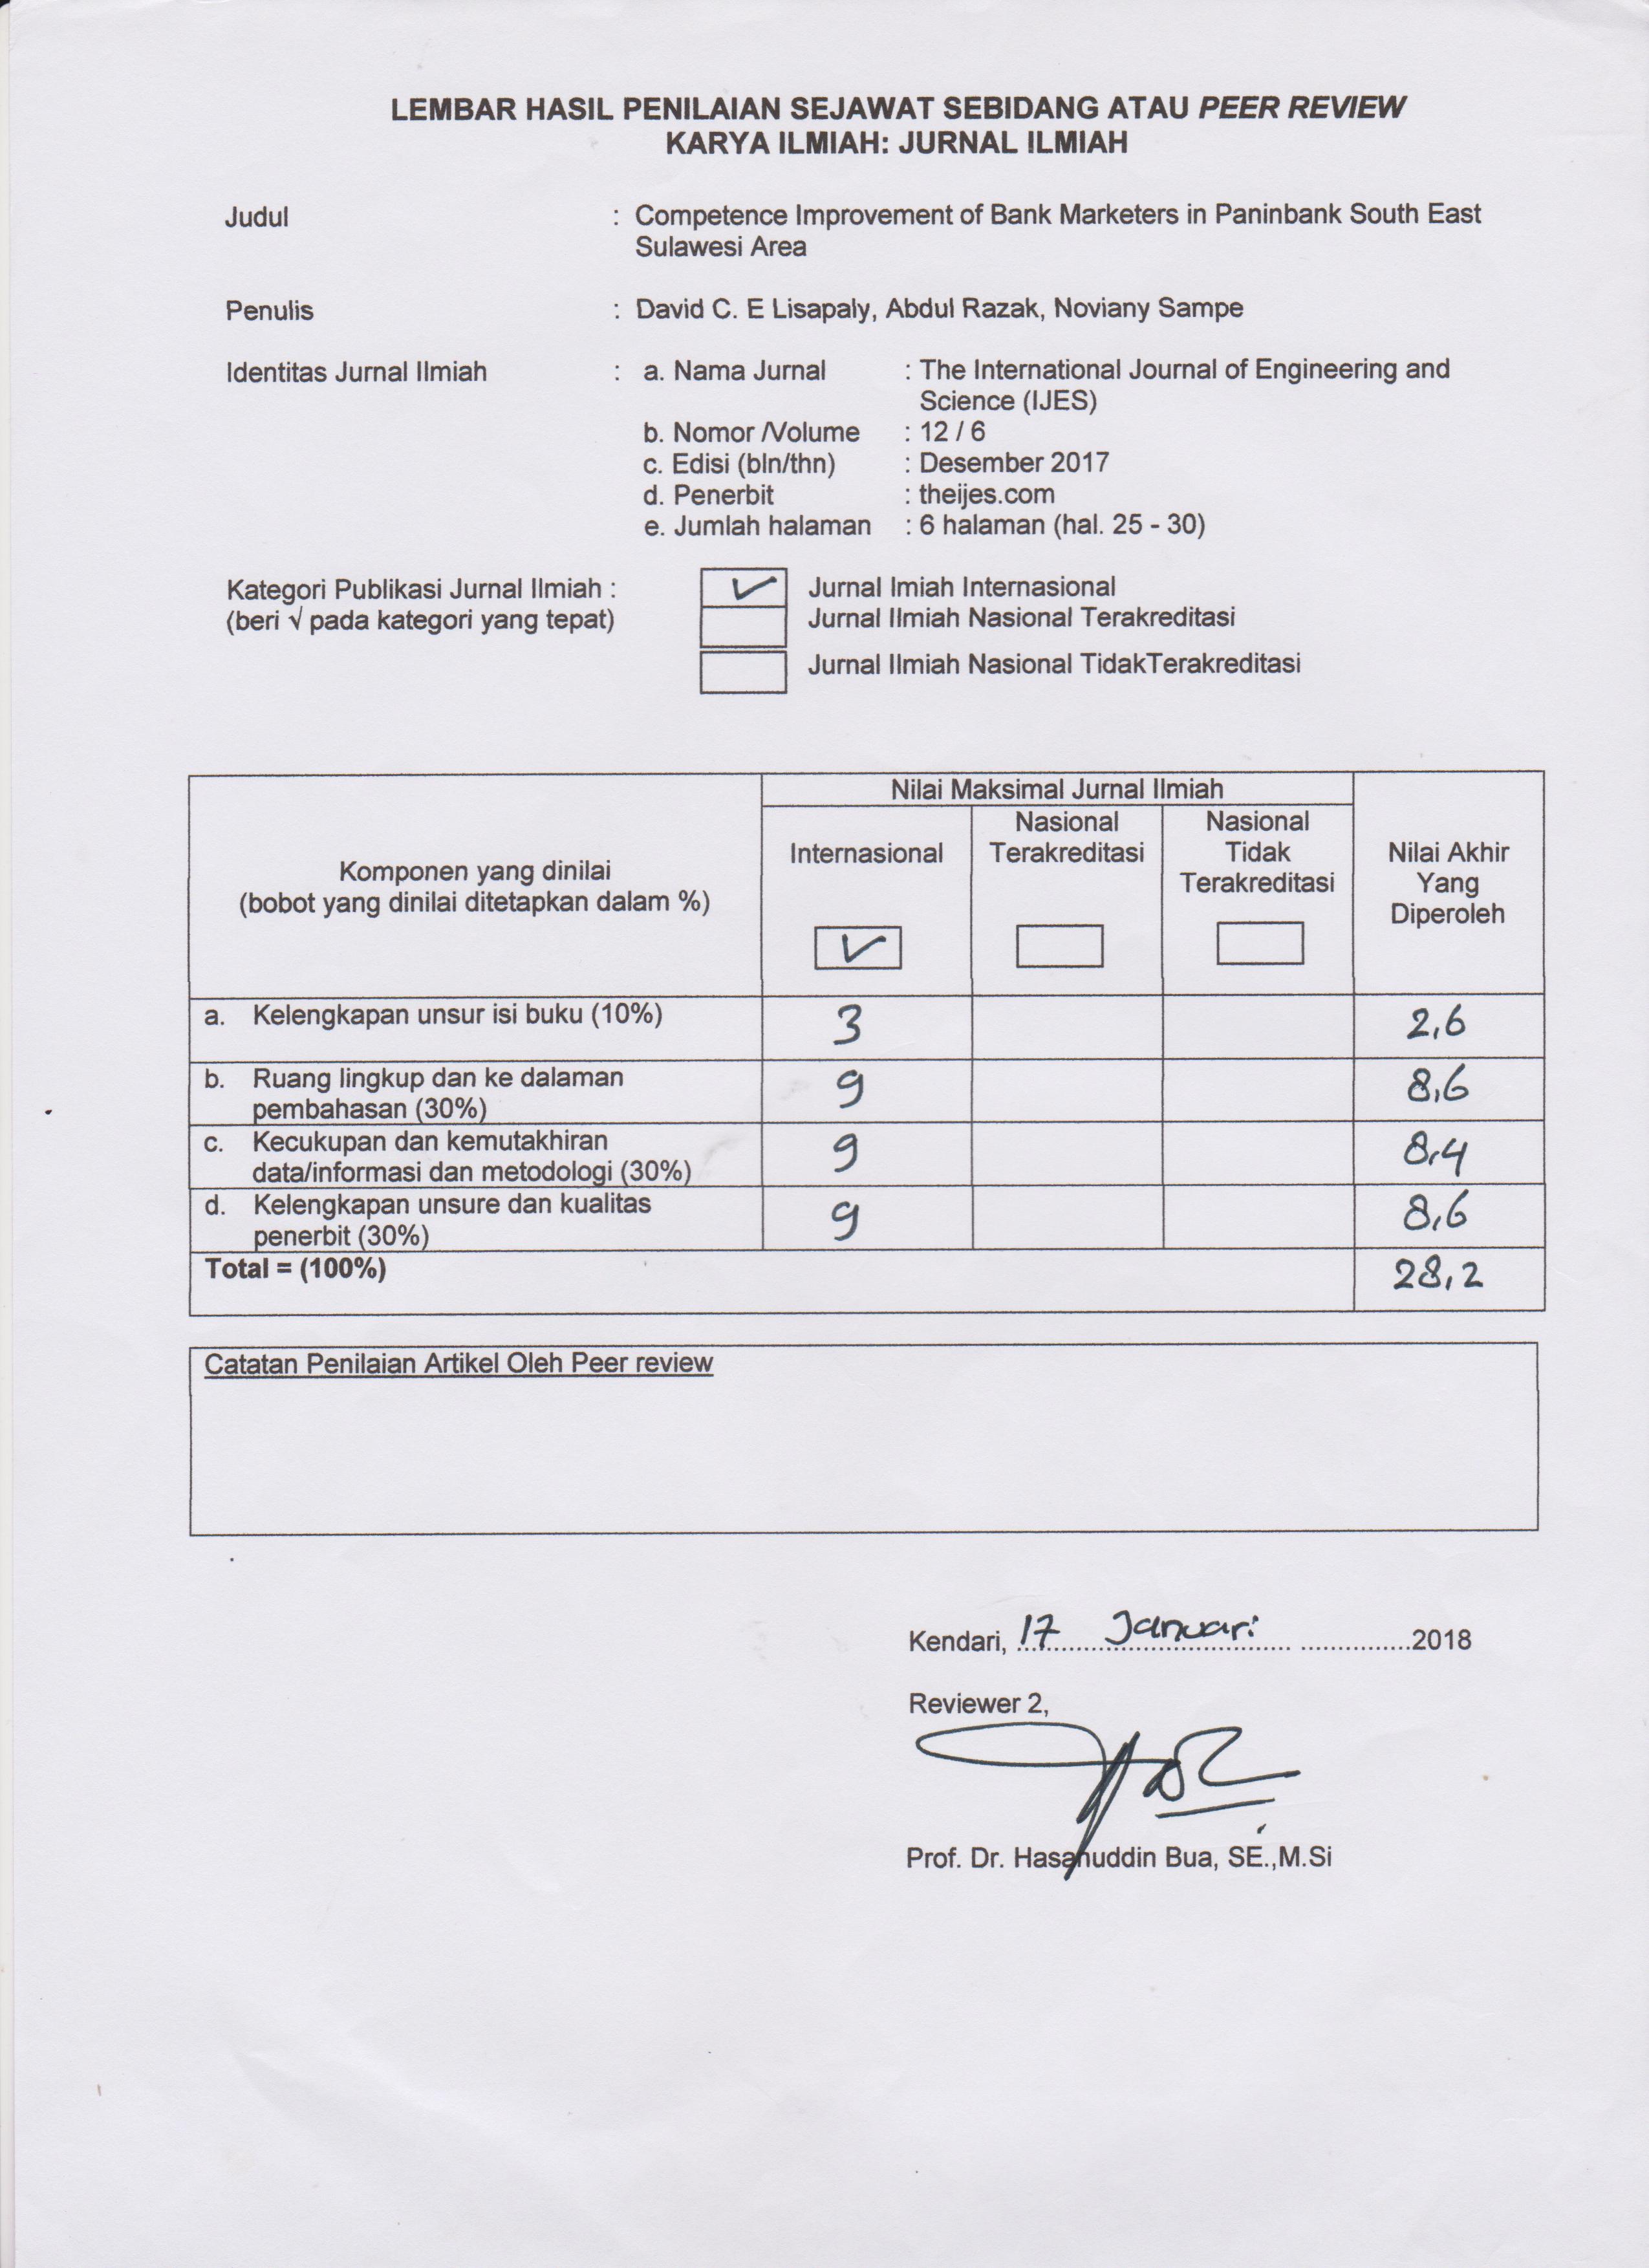 LEMBAR HASIL PENILAIAN SEJAWAT SEBIDANG ATAU PEER REVIEW
KARYA ILMIAH: JURNAL ILMIAH
Judul : Competence Improvement of Bank Marketers in Paninbank South East
Sulawesi Area
Penulis : David C. E Lisapaly, Abdul Razak, Noviany Sampe
Identitas Jurnal Ilmiah : a. Nama Jurnal : The International Journal of Engineering and
Science (IJES)
b. Nomor /Volume : 12 / 6
c. Edisi (bln/thn) : Desember 2017
d. Penerbit : theijes.com
e. Jumlah halaman : 6 halaman (hal. 25 - 30)
Kategori Publikasi Jurnal Ilmiah : ✓ Jurnal Imiah Internasional
(beri √ pada kategori yang tepat) Jurnal Ilmiah Nasional Terakreditasi
Jurnal Ilmiah Nasional TidakTerakreditasi
Komponen yang dinilai
(bobot yang dinilai ditetapkan dalam %)
Nilai Maksimal Jurnal Ilmiah
Internasional
✓
Nasional
Terakreditasi
Nasional
Tidak
Terakreditasi
Nilai Akhir
Yang
Diperoleh
a. Kelengkapan unsur isi buku (10%) 3 2,6
b. Ruang lingkup dan ke dalaman
pembahasan (30%) 9 8,6
c. Kecukupan dan kemutakhiran
data/informasi dan metodologi (30%) 9 8,4
d. Kelengkapan unsure dan kualitas
penerbit (30%) 9 8,6
Total = (100%) 28,2
Catatan Penilaian Artikel Oleh Peer review
Kendari, 17 Januari 2018
Reviewer 2,
Prof. Dr. Hasanuddin Bua, SE.,M.Si